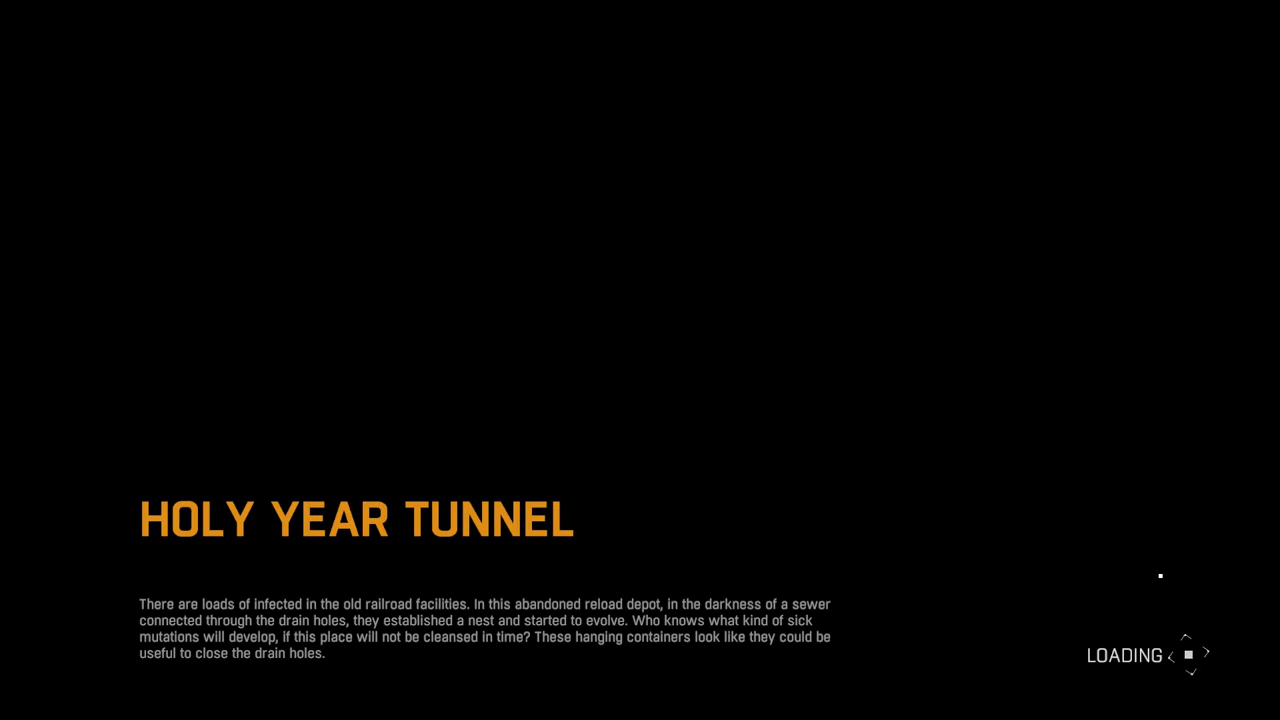 HOLY YEAR TUNNEL
There are loads of infected in the old railroad facilities. In this abandoned reload depot, in the darkness of a sewer
connected through the drain holes, they established a nest and started to evolve. Who knows what kind of sick
mutations will develop, if this place will not be cleansed in time? These hanging containers look like they could be
useful to close the drain holes.
LOADING